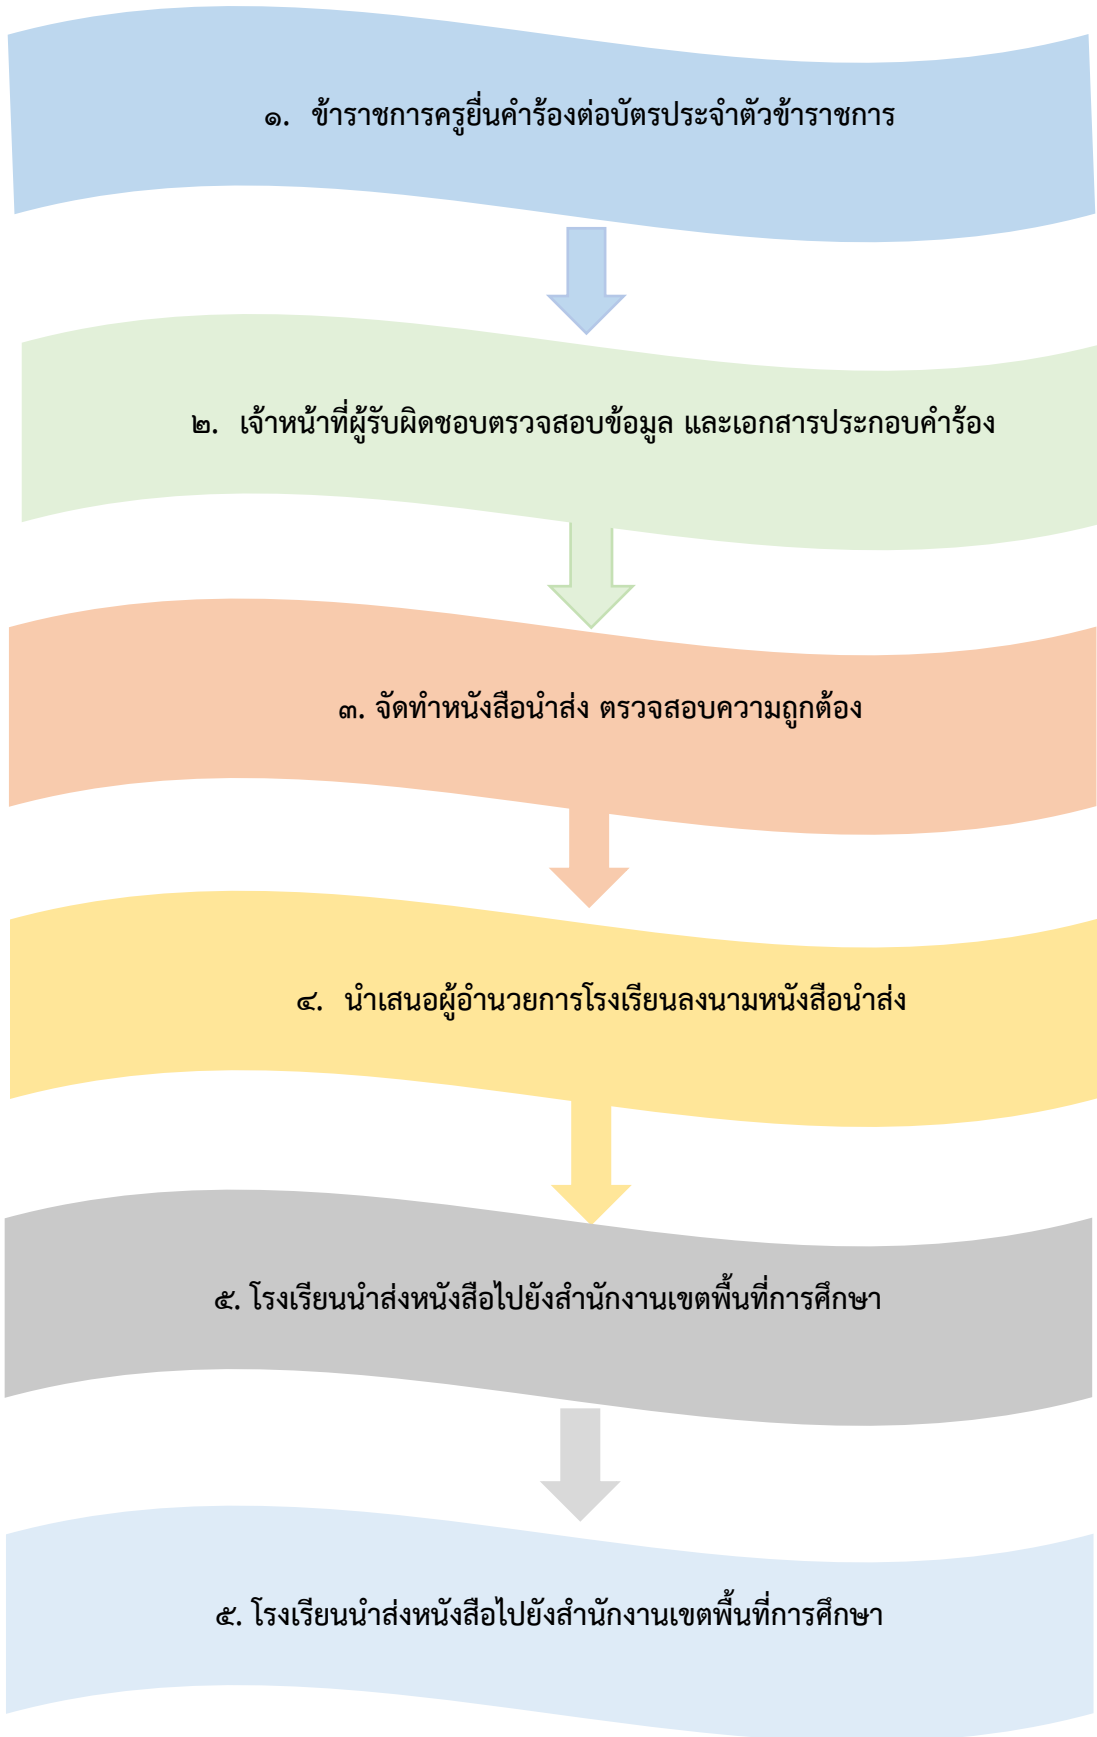 ๑. ข้าราชการครูยื่นคำร้องต่อบัตรประจำตัวข้าราชการ
๒. เจ้าหน้าที่ผู้รับผิดชอบตรวจสอบข้อมูล และเอกสารประกอบคำร้อง
๓. จัดทำหนังสือนำส่ง ตรวจสอบความถูกต้อง
๔. นำเสนอผู้อำนวยการโรงเรียนลงนามหนังสือนำส่ง
๕. โรงเรียนนำส่งหนังสือไปยังสำนักงานเขตพื้นที่การศึกษา
๕. โรงเรียนนำส่งหนังสือไปยังสำนักงานเขตพื้นที่การศึกษา